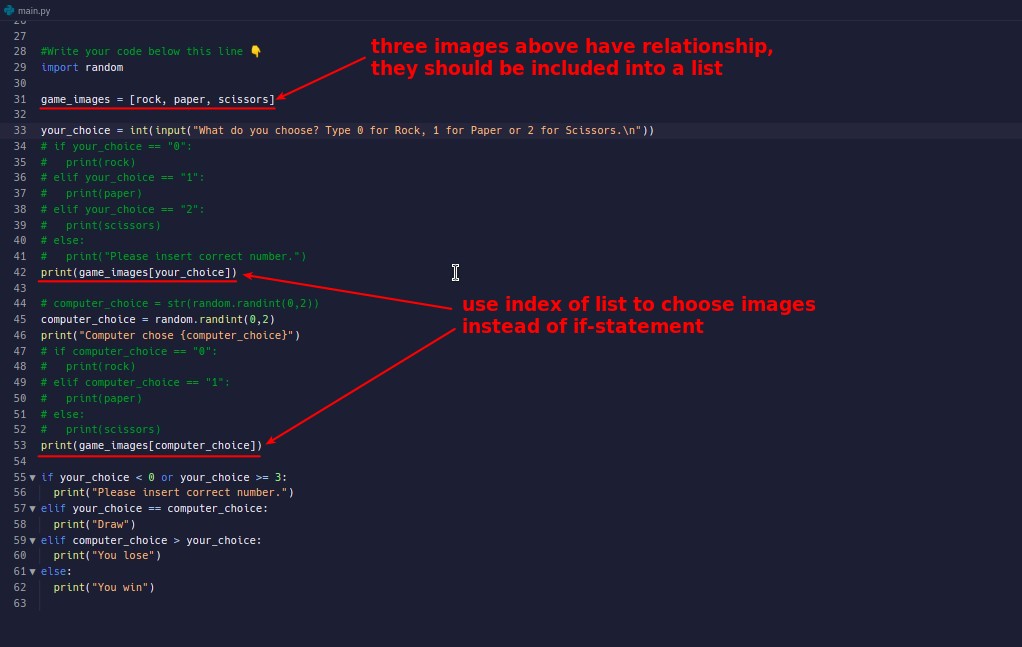 main.py
26
27
28 #Write your code below this line 👇
three images above have relationship,
they should be included into a list
29 import random
30
31 game_images = [rock, paper, scissors]
32
33 your_choice = int(input("What do you choose? Type 0 for Rock, 1 for Paper or 2 for Scissors.\n"))
34 # if your_choice == "0":
35 #   print(rock)
36 # elif your_choice == "1":
37 #   print(paper)
38 # elif your_choice == "2":
39 #   print(scissors)
40 # else:
41 #   print("Please insert correct number.")
42 print(game_images[your_choice])
43
44 # computer_choice = str(random.randint(0,2))
use index of list to choose images
instead of if-statement
45 computer_choice = random.randint(0,2)
46 print("Computer chose {computer_choice}")
47 # if computer_choice == "0":
48 #   print(rock)
49 # elif computer_choice == "1":
50 #   print(paper)
51 # else:
52 #   print(scissors)
53 print(game_images[computer_choice])
54
55 if your_choice < 0 or your_choice >= 3:
56   print("Please insert correct number.")
57 elif your_choice == computer_choice:
58   print("Draw")
59 elif computer_choice > your_choice:
60   print("You lose")
61 else:
62   print("You win")
63